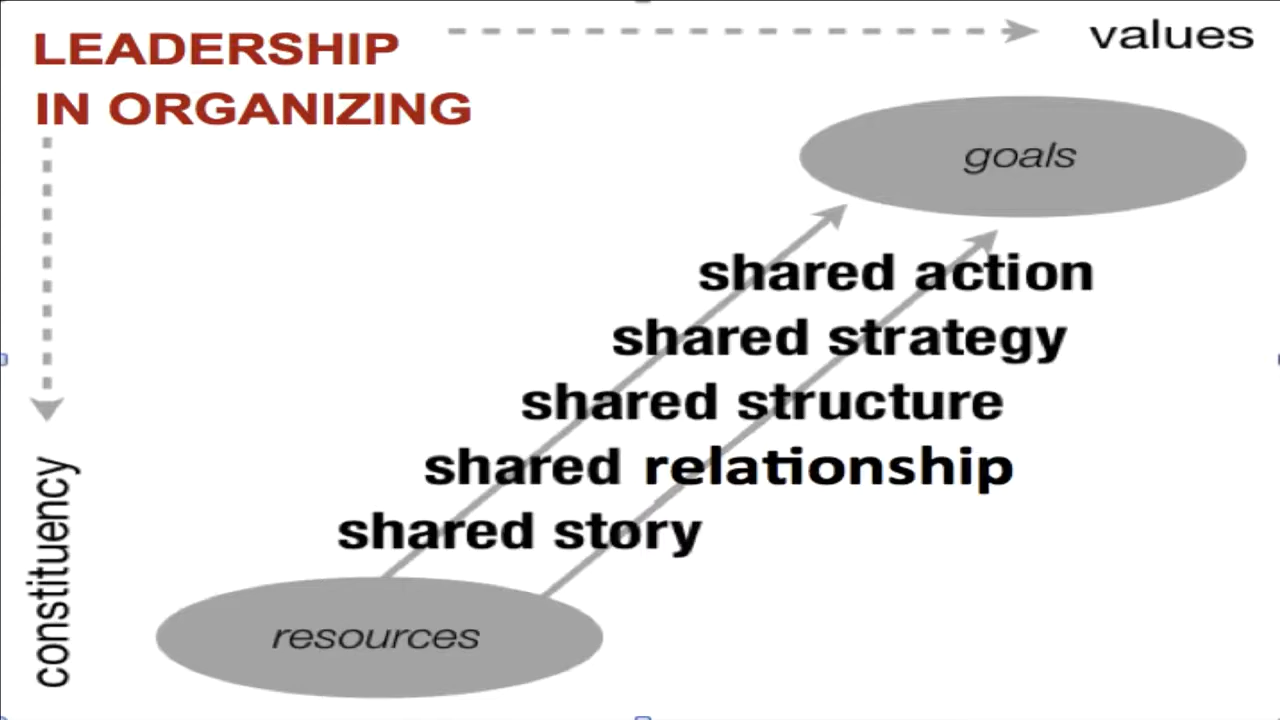 LEADERSHIP
IN ORGANIZING
values
goals
shared action
shared strategy
shared structure
shared relationship
shared story
constituency
resources